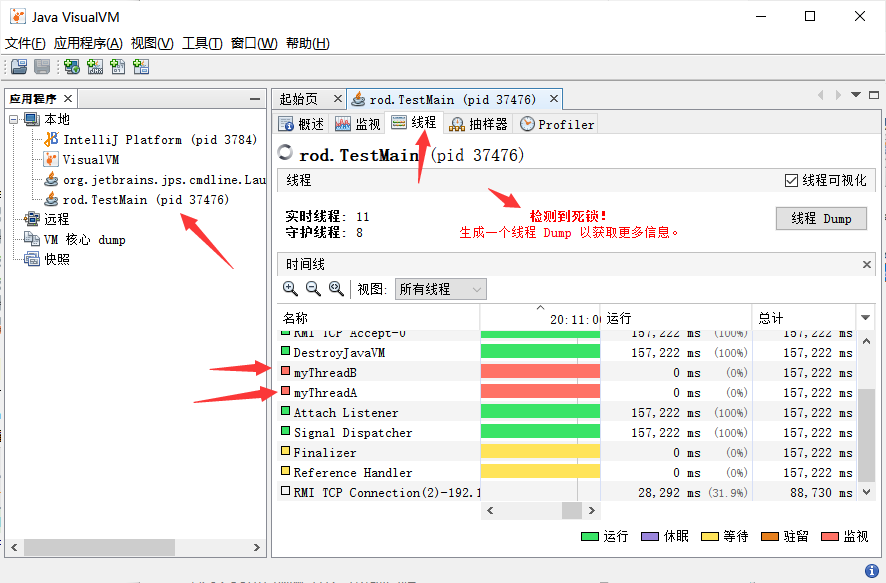 Java VisualVM
文件(F) 应用程序(A) 视图(V) 工具(T) 窗口(W) 帮助(H)
应用程序
本地
IntelliJ Platform (pid 3784)
VisualVM
org.jetbrains.jps.cmdline.Lau
rod.TestMain (pid 37476)
远程
VM 核心 dump
快照
起始页 rod.TestMain (pid 37476)
概述 监视 线程 抽样器 Profiler
rod.TestMain (pid 37476)
线程 线程可视化
实时线程: 11
守护线程: 8
检测到死锁!
生成一个线程 Dump 以获取更多信息。
线程 Dump
时间线
视图: 所有线程
名称 20:11:00 运行 总计
RMI TCP Accept-0 157,222 ms (100%) 157,222 ms
DestroyJavaVM 157,222 ms (100%) 157,222 ms
myThreadB 0 ms (0%) 157,222 ms
myThreadA 0 ms (0%) 157,222 ms
Attach Listener 157,222 ms (100%) 157,222 ms
Signal Dispatcher 157,222 ms (100%) 157,222 ms
Finalizer 0 ms (0%) 157,222 ms
Reference Handler 0 ms (0%) 157,222 ms
RMI TCP Connection(2)-192.1 28,292 ms (31.9%) 88,730 ms
运行 休眠 等待 驻留 监视